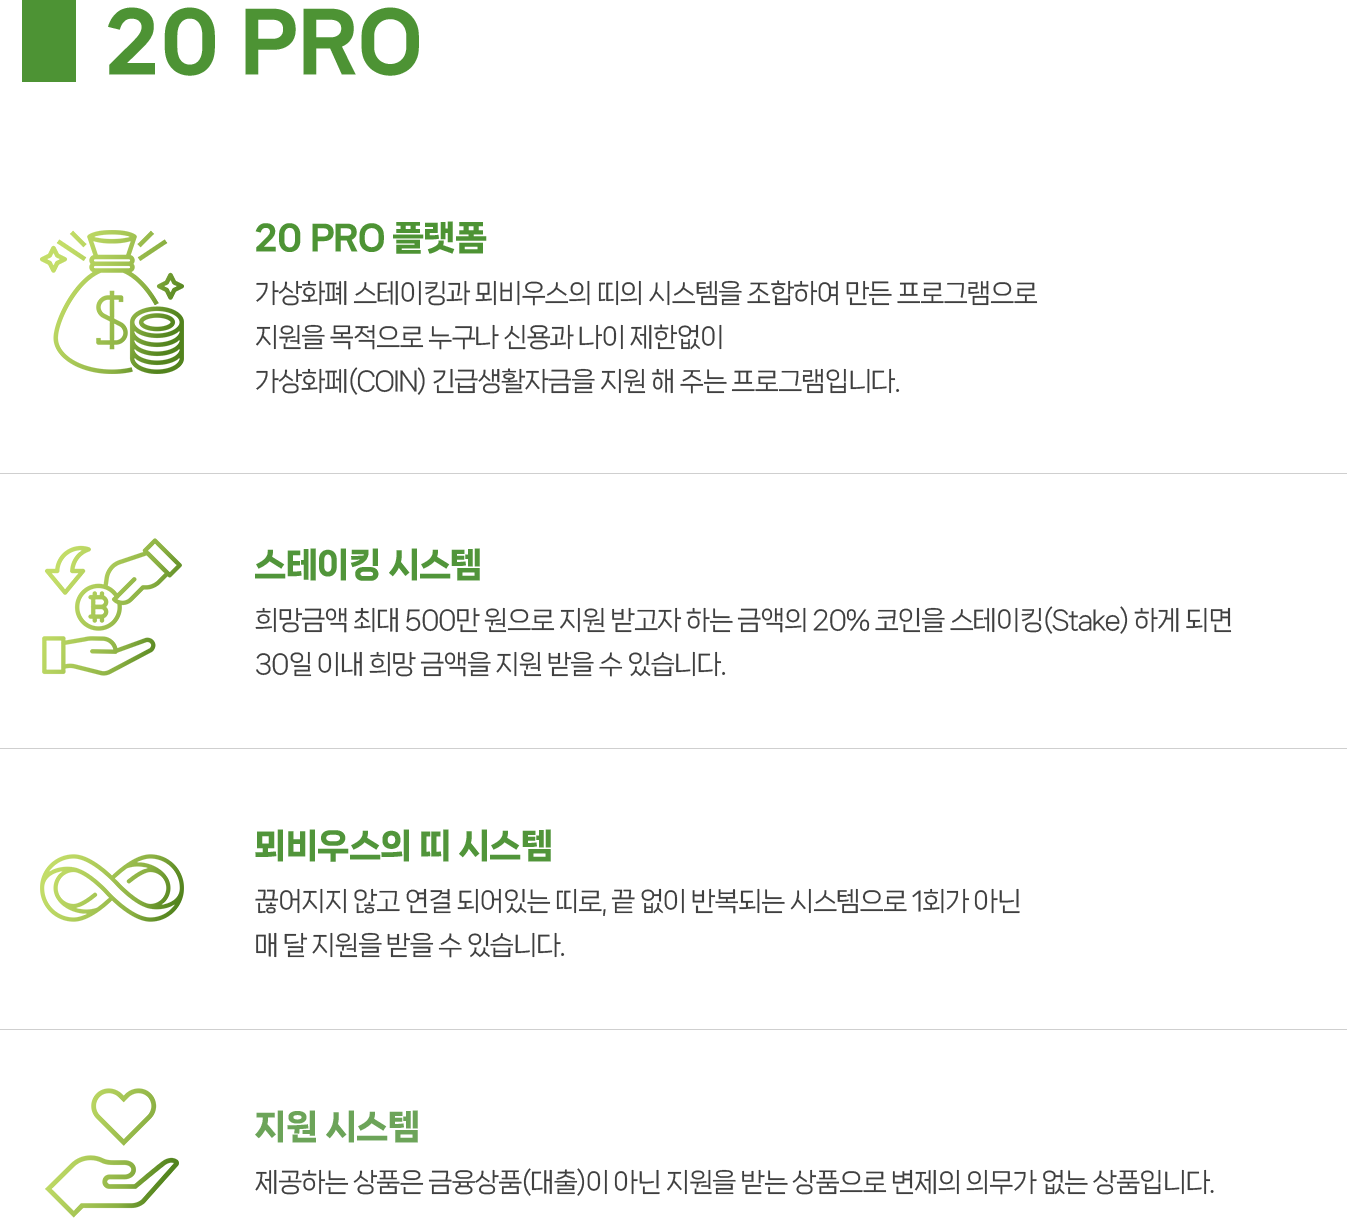 20 PRO
20 PRO 플랫폼
가상화폐 스테이킹과 뫼비우스의 띠의 시스템을 조합하여 만든 프로그램으로
지원을 목적으로 누구나 신용과 나이 제한없이
가상화페(COIN) 긴급생활자금을 지원 해 주는 프로그램입니다.
스테이킹 시스템
희망금액 최대 500만 원으로 지원 받고자 하는 금액의 20% 코인을 스테이킹(Stake) 하게 되면
30일 이내 희망 금액을 지원 받을 수 있습니다.
뫼비우스의 띠 시스템
끊어지지 않고 연결 되어있는 띠로, 끝 없이 반복되는 시스템으로 1회가 아닌
매 달 지원을 받을 수 있습니다.
지원 시스템
제공하는 상품은 금융상품(대출)이 아닌 지원을 받는 상품으로 변제의 의무가 없는 상품입니다.